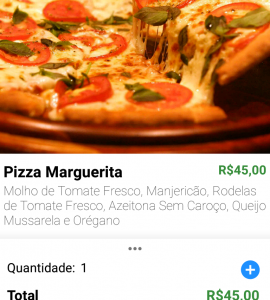 Pizza Marguerita R$45,00
Molho de Tomate Fresco, Manjericão, Rodelas
de Tomate Fresco, Azeitona Sem Caroço, Queijo
Mussarela e Orégano
Quantidade: 1
Total R$45,00